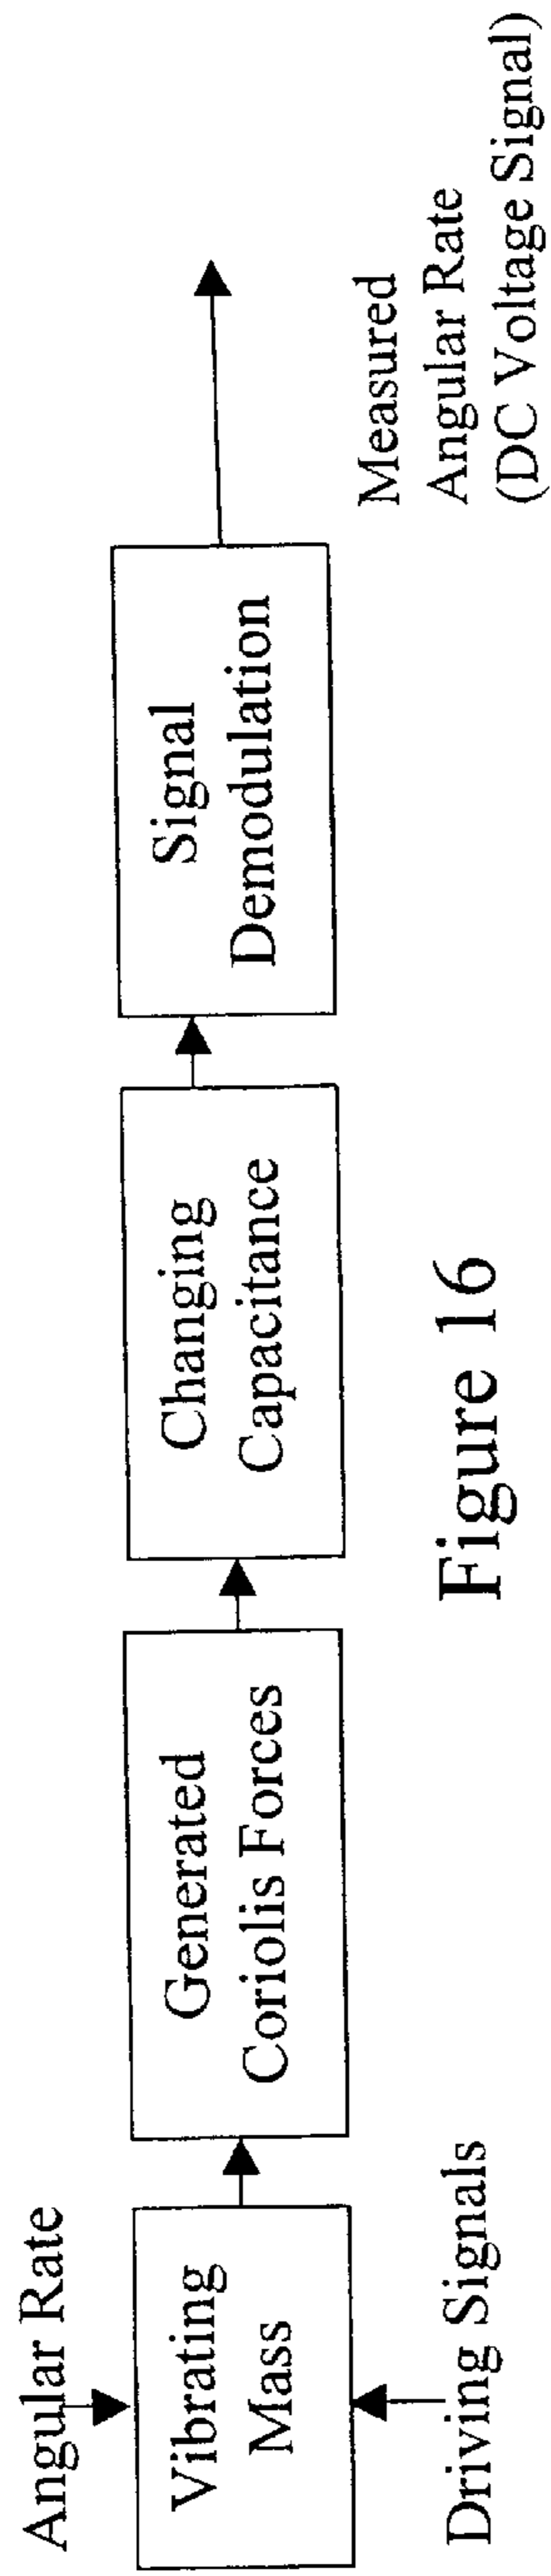 Angular Rate
Vibrating
Mass
Driving Signals
Generated
Coriolis Forces
Changing
Capacitance
Signal
Demodulation
Measured
Angular Rate
(DC Voltage Signal)
Figure 16